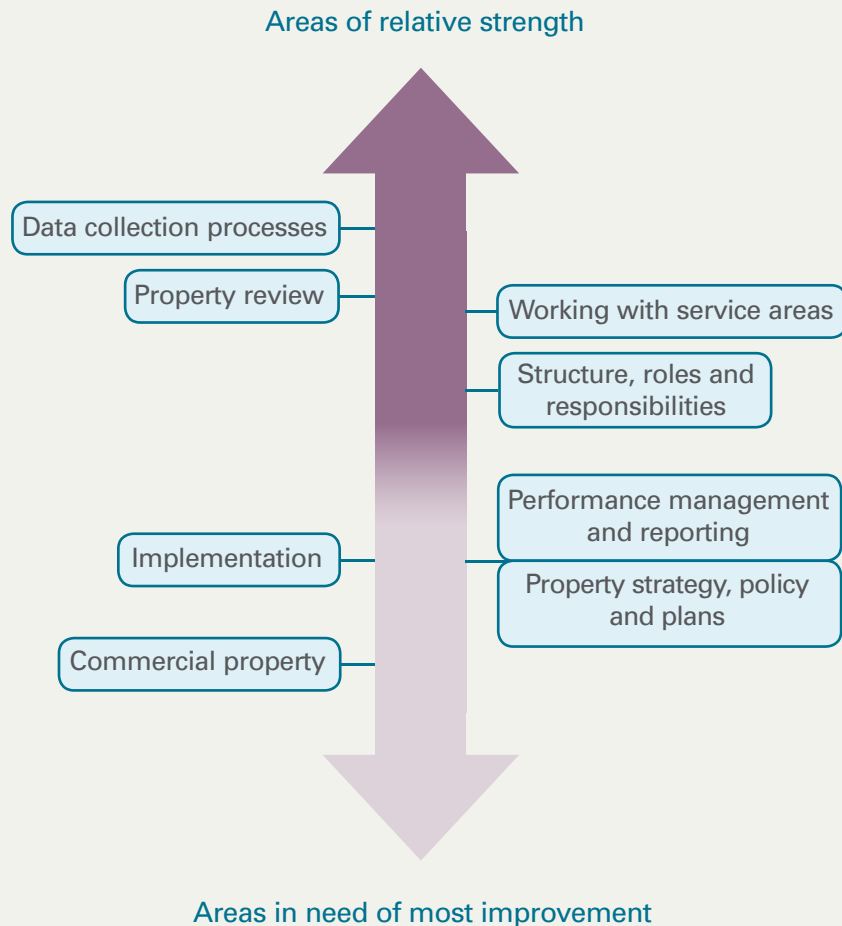 Areas of relative strength
Data collection processes
Property review
Working with service areas
Structure, roles and
responsibilities
Performance management
and reporting
Implementation
Property strategy, policy
and plans
Commercial property
Areas in need of most improvement